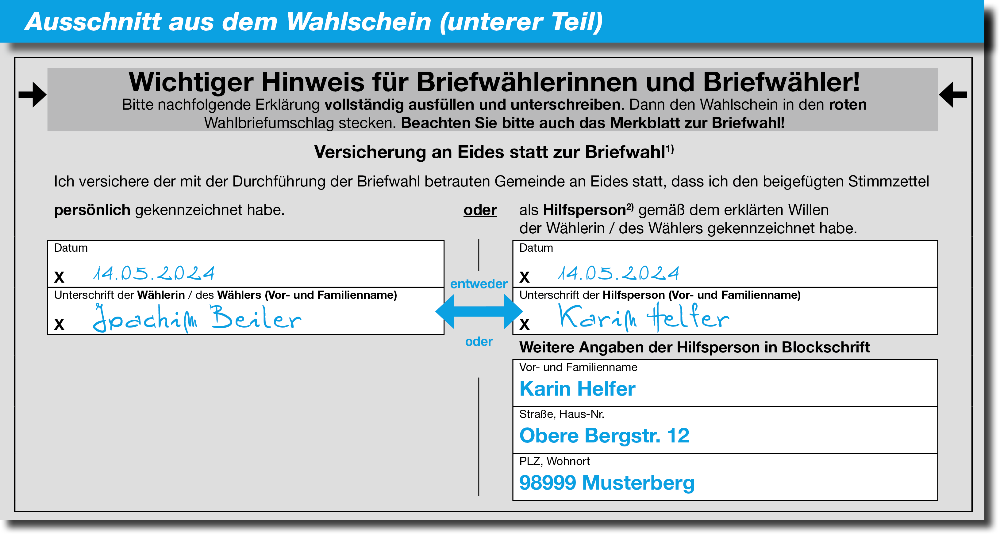 Ausschnitt aus dem Wahlschein (unterer Teil)
Wichtiger Hinweis für Briefwählerinnen und Briefwähler!
Bitte nachfolgende Erklärung vollständig ausfüllen und unterschreiben. Dann den Wahlschein in den roten
Wahlbriefumschlag stecken. Beachten Sie bitte auch das Merkblatt zur Briefwahl!
Versicherung an Eides statt zur Briefwahl1)
Ich versichere der mit der Durchführung der Briefwahl betrauten Gemeinde an Eides statt, dass ich den beigefügten Stimmzettel
persönlich gekennzeichnet habe.
oder
als Hilfsperson2) gemäß dem erklärten Willen
der Wählerin / des Wählers gekennzeichnet habe.
Datum
X 14.05.2024
Unterschrift der Wählerin / des Wählers (Vor- und Familienname)
X Joachim Beiler
entweder
oder
Datum
X 14.05.2024
Unterschrift der Hilfsperson (Vor- und Familienname)
X Karin Helfer
Weitere Angaben der Hilfsperson in Blockschrift
Vor- und Familienname
Karin Helfer
Straße, Haus-Nr.
Obere Bergstr. 12
PLZ, Wohnort
98999 Musterberg